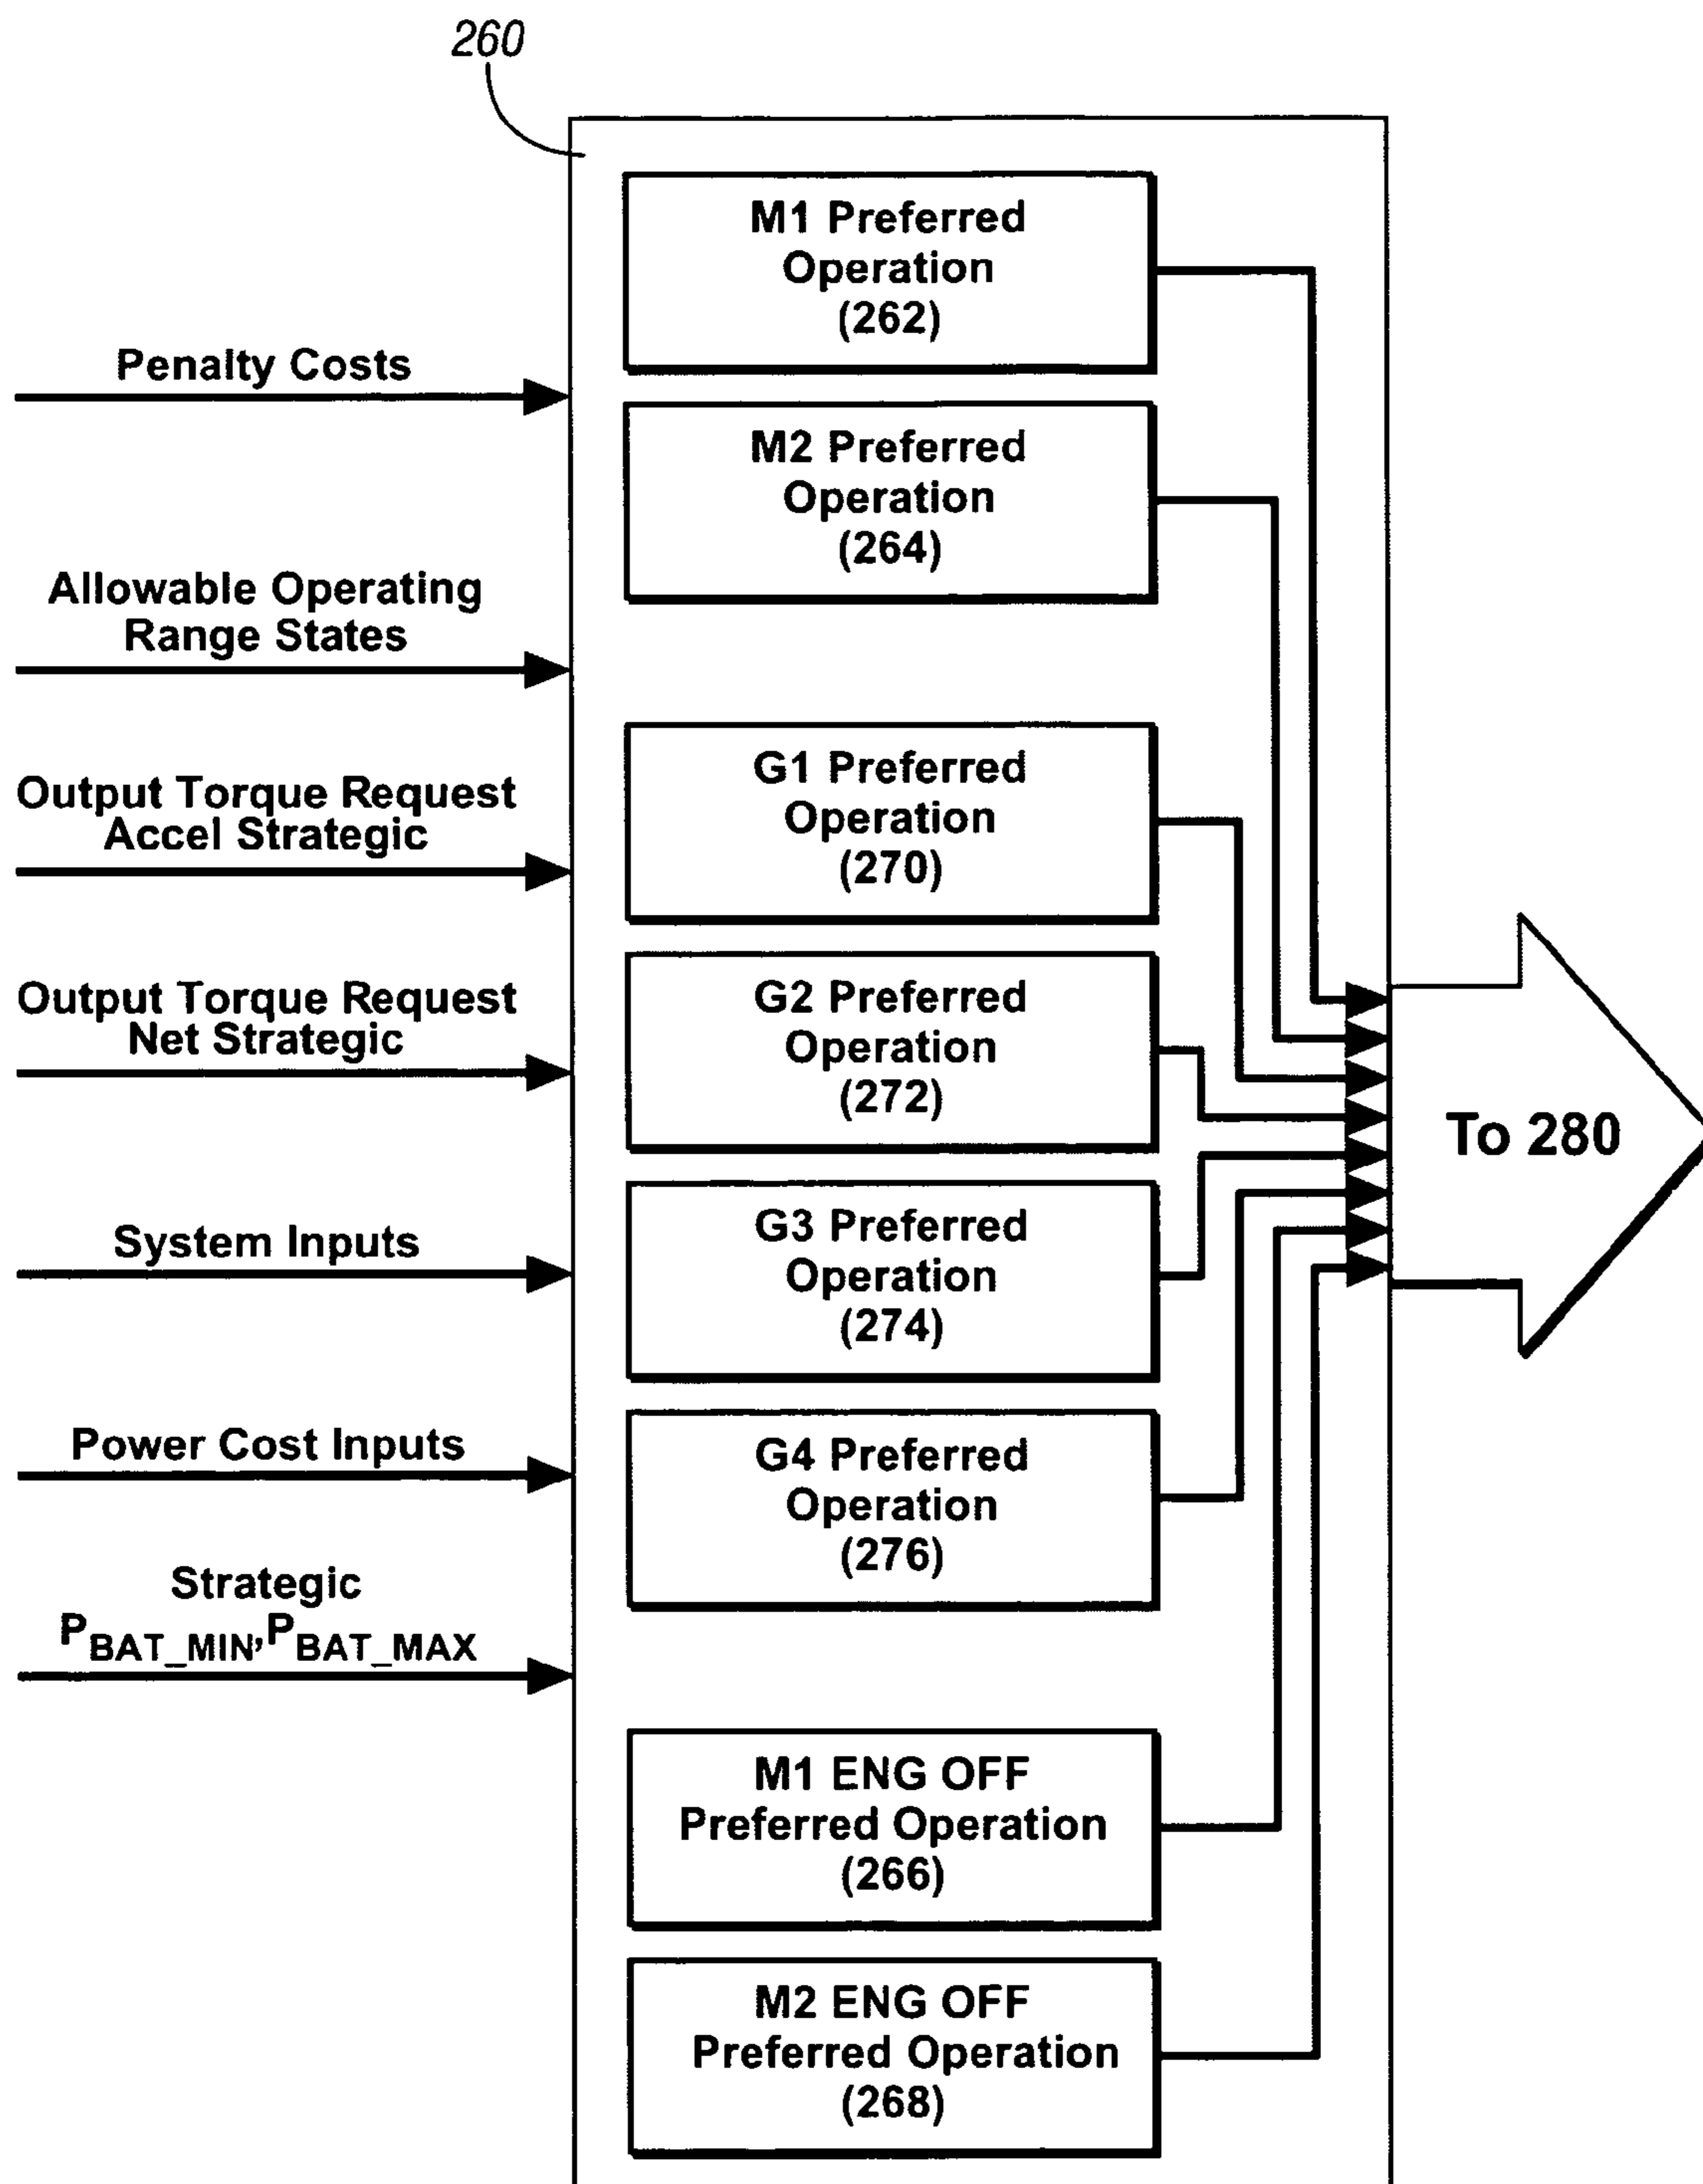 260
M1 Preferred
Operation
(262)
Penalty Costs
M2 Preferred
Operation
(264)
Allowable Operating
Range States
G1 Preferred
Operation
(270)
Output Torque Request
Accel Strategic
G2 Preferred
Operation
(272)
Output Torque Request
Net Strategic
To 280
G3 Preferred
Operation
(274)
System Inputs
G4 Preferred
Operation
(276)
Power Cost Inputs
Strategic
PBAT_MIN,PBAT_MAX
M1 ENG OFF
Preferred Operation
(266)
M2 ENG OFF
Preferred Operation
(268)